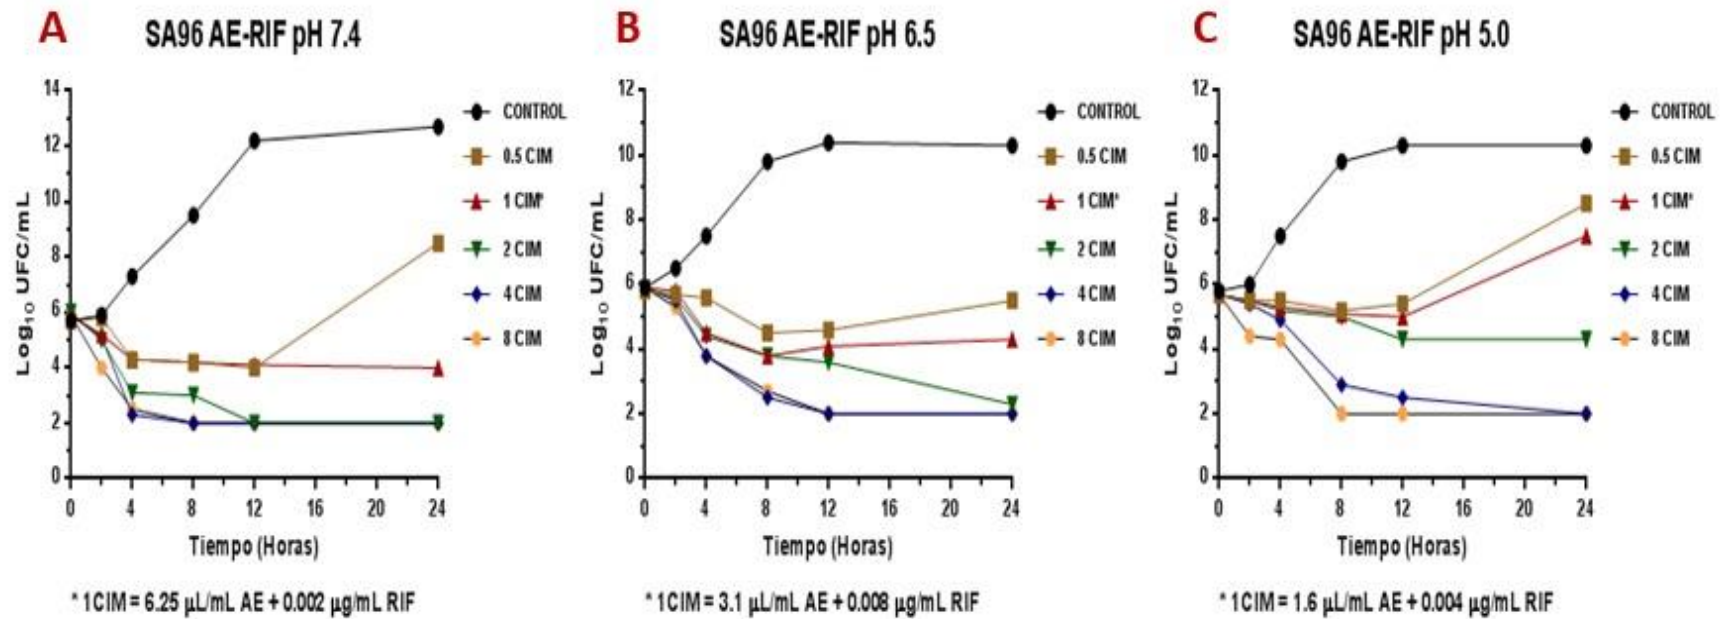 A
SA96 AE-RIF pH 7.4
14
12
10
8
6
4
2
0
Log₁₀ UFC/mL
0 4 8 12 16 20 24
Tiempo (Horas)
CONTROL
0.5 CIM
1 CIM*
2 CIM
4 CIM
8 CIM
* 1CIM = 6.25 µL/mL AE + 0.002 µg/mL RIF
B
SA96 AE-RIF pH 6.5
12
10
8
6
4
2
0
Log₁₀ UFC/mL
0 4 8 12 16 20 24
Tiempo (Horas)
CONTROL
0.5 CIM
1 CIM*
2 CIM
4 CIM
8 CIM
* 1CIM = 3.1 µL/mL AE + 0.008 µg/mL RIF
C
SA96 AE-RIF pH 5.0
12
10
8
6
4
2
0
Log₁₀ UFC/mL
0 4 8 12 16 20 24
Tiempo (Horas)
CONTROL
0.5 CIM
1 CIM*
2 CIM
4 CIM
8 CIM
* 1CIM = 1.6 µL/mL AE + 0.004 µg/mL RIF